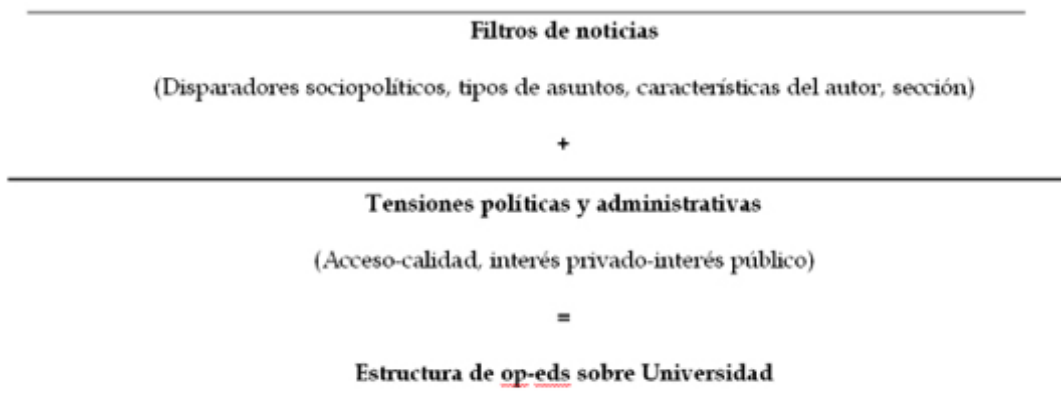 Filtros de noticias
(Disparadores sociopolíticos, tipos de asuntos, características del autor, sección)
+
Tensiones políticas y administrativas
(Acceso-calidad, interés privado-interés público)
=
Estructura de op-eds sobre Universidad